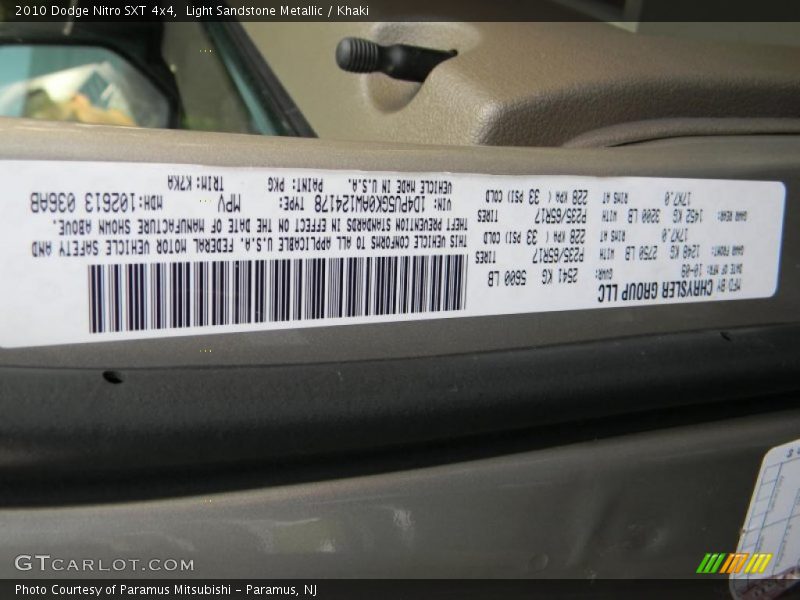 2010 Dodge Nitro SXT 4x4, Light Sandstone Metallic / Khaki
MFD BY CHRYSLER GROUP LLC
DATE OF MFR: 10-09 GVWR: 2541 KG 5600 LB
GAWR FRONT: 1248 KG 2750 LB WITH P235/65R17 TIRES
17X7.0 RIMS AT 228 KPA ( 33 PSI) COLD
GAWR REAR: 1452 KG 3200 LB WITH P235/65R17 TIRES
17X7.0 RIMS AT 228 KPA ( 33 PSI) COLD
THIS VEHICLE CONFORMS TO ALL APPLICABLE U.S.A. FEDERAL MOTOR VEHICLE SAFETY AND
THEFT PREVENTION STANDARDS IN EFFECT ON THE DATE OF MANUFACTURE SHOWN ABOVE.
VIN: 1D4PU5GK0AW124178 TYPE: MPV MDH: 102613 036AB
VEHICLE MADE IN U.S.A. PAINT: PKG TRIM: K7KA
GTCARLOT.COM
Photo Courtesy of Paramus Mitsubishi – Paramus, NJ